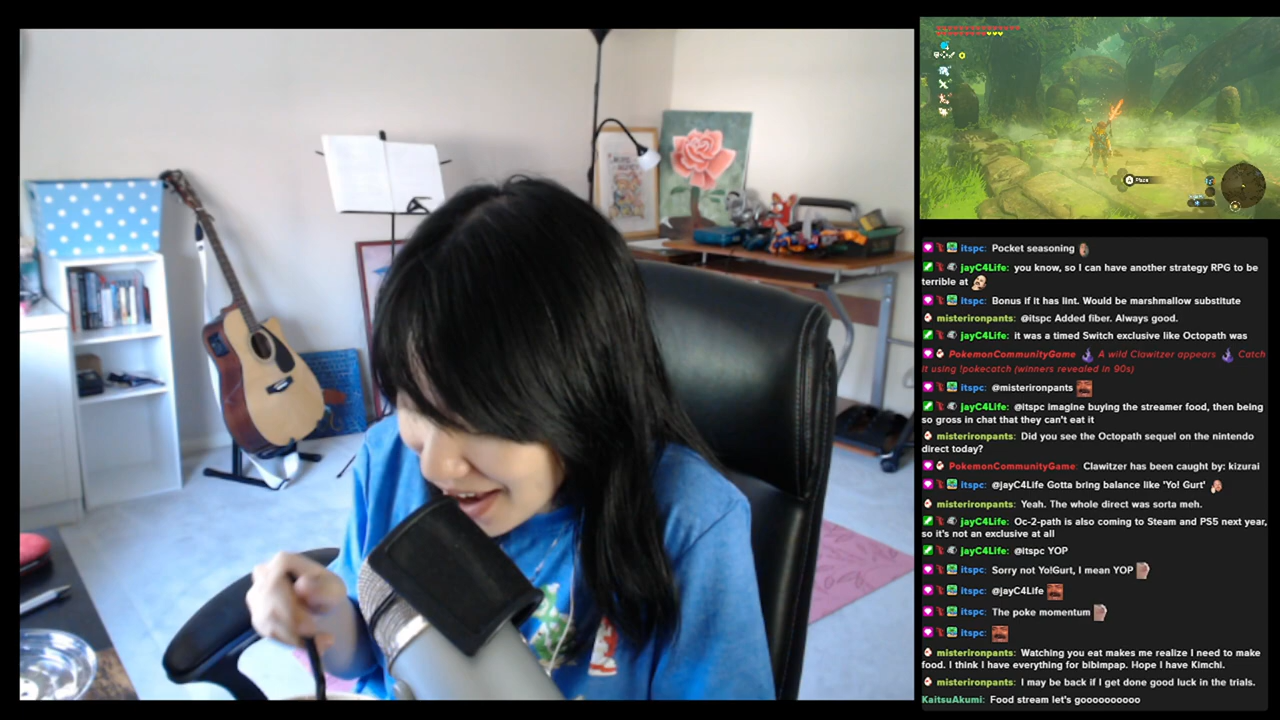 Place
itspc: Pocket seasoning
jayC4Life: you know, so I can have another strategy RPG to be
terrible at
itspc: Bonus if it has lint. Would be marshmallow substitute
misterironpants: @itspc Added fiber. Always good.
jayC4Life: it was a timed Switch exclusive like Octopath was
PokemonCommunityGame A wild Clawitzer appears Catch
it using !pokecatch (winners revealed in 90s)
itspc: @misterironpants
jayC4Life: @itspc imagine buying the streamer food, then being
so gross in chat that they can't eat it
misterironpants: Did you see the Octopath sequel on the nintendo
direct today?
PokemonCommunityGame: Clawitzer has been caught by: kizurai
itspc: @jayC4Life Gotta bring balance like 'Yo! Gurt'
misterironpants: Yeah. The whole direct was sorta meh.
jayC4Life: Oc-2-path is also coming to Steam and PS5 next year,
so it's not an exclusive at all
jayC4Life: @itspc YOP
itspc: Sorry not Yo!Gurt, I mean YOP
itspc: @jayC4Life
itspc: The poke momentum
itspc:
misterironpants: Watching you eat makes me realize I need to make
food. I think I have everything for bibimpap. Hope I have Kimchi.
misterironpants: I may be back if I get done good luck in the trials.
KaitsuAkumi: Food stream let's goooooooooo